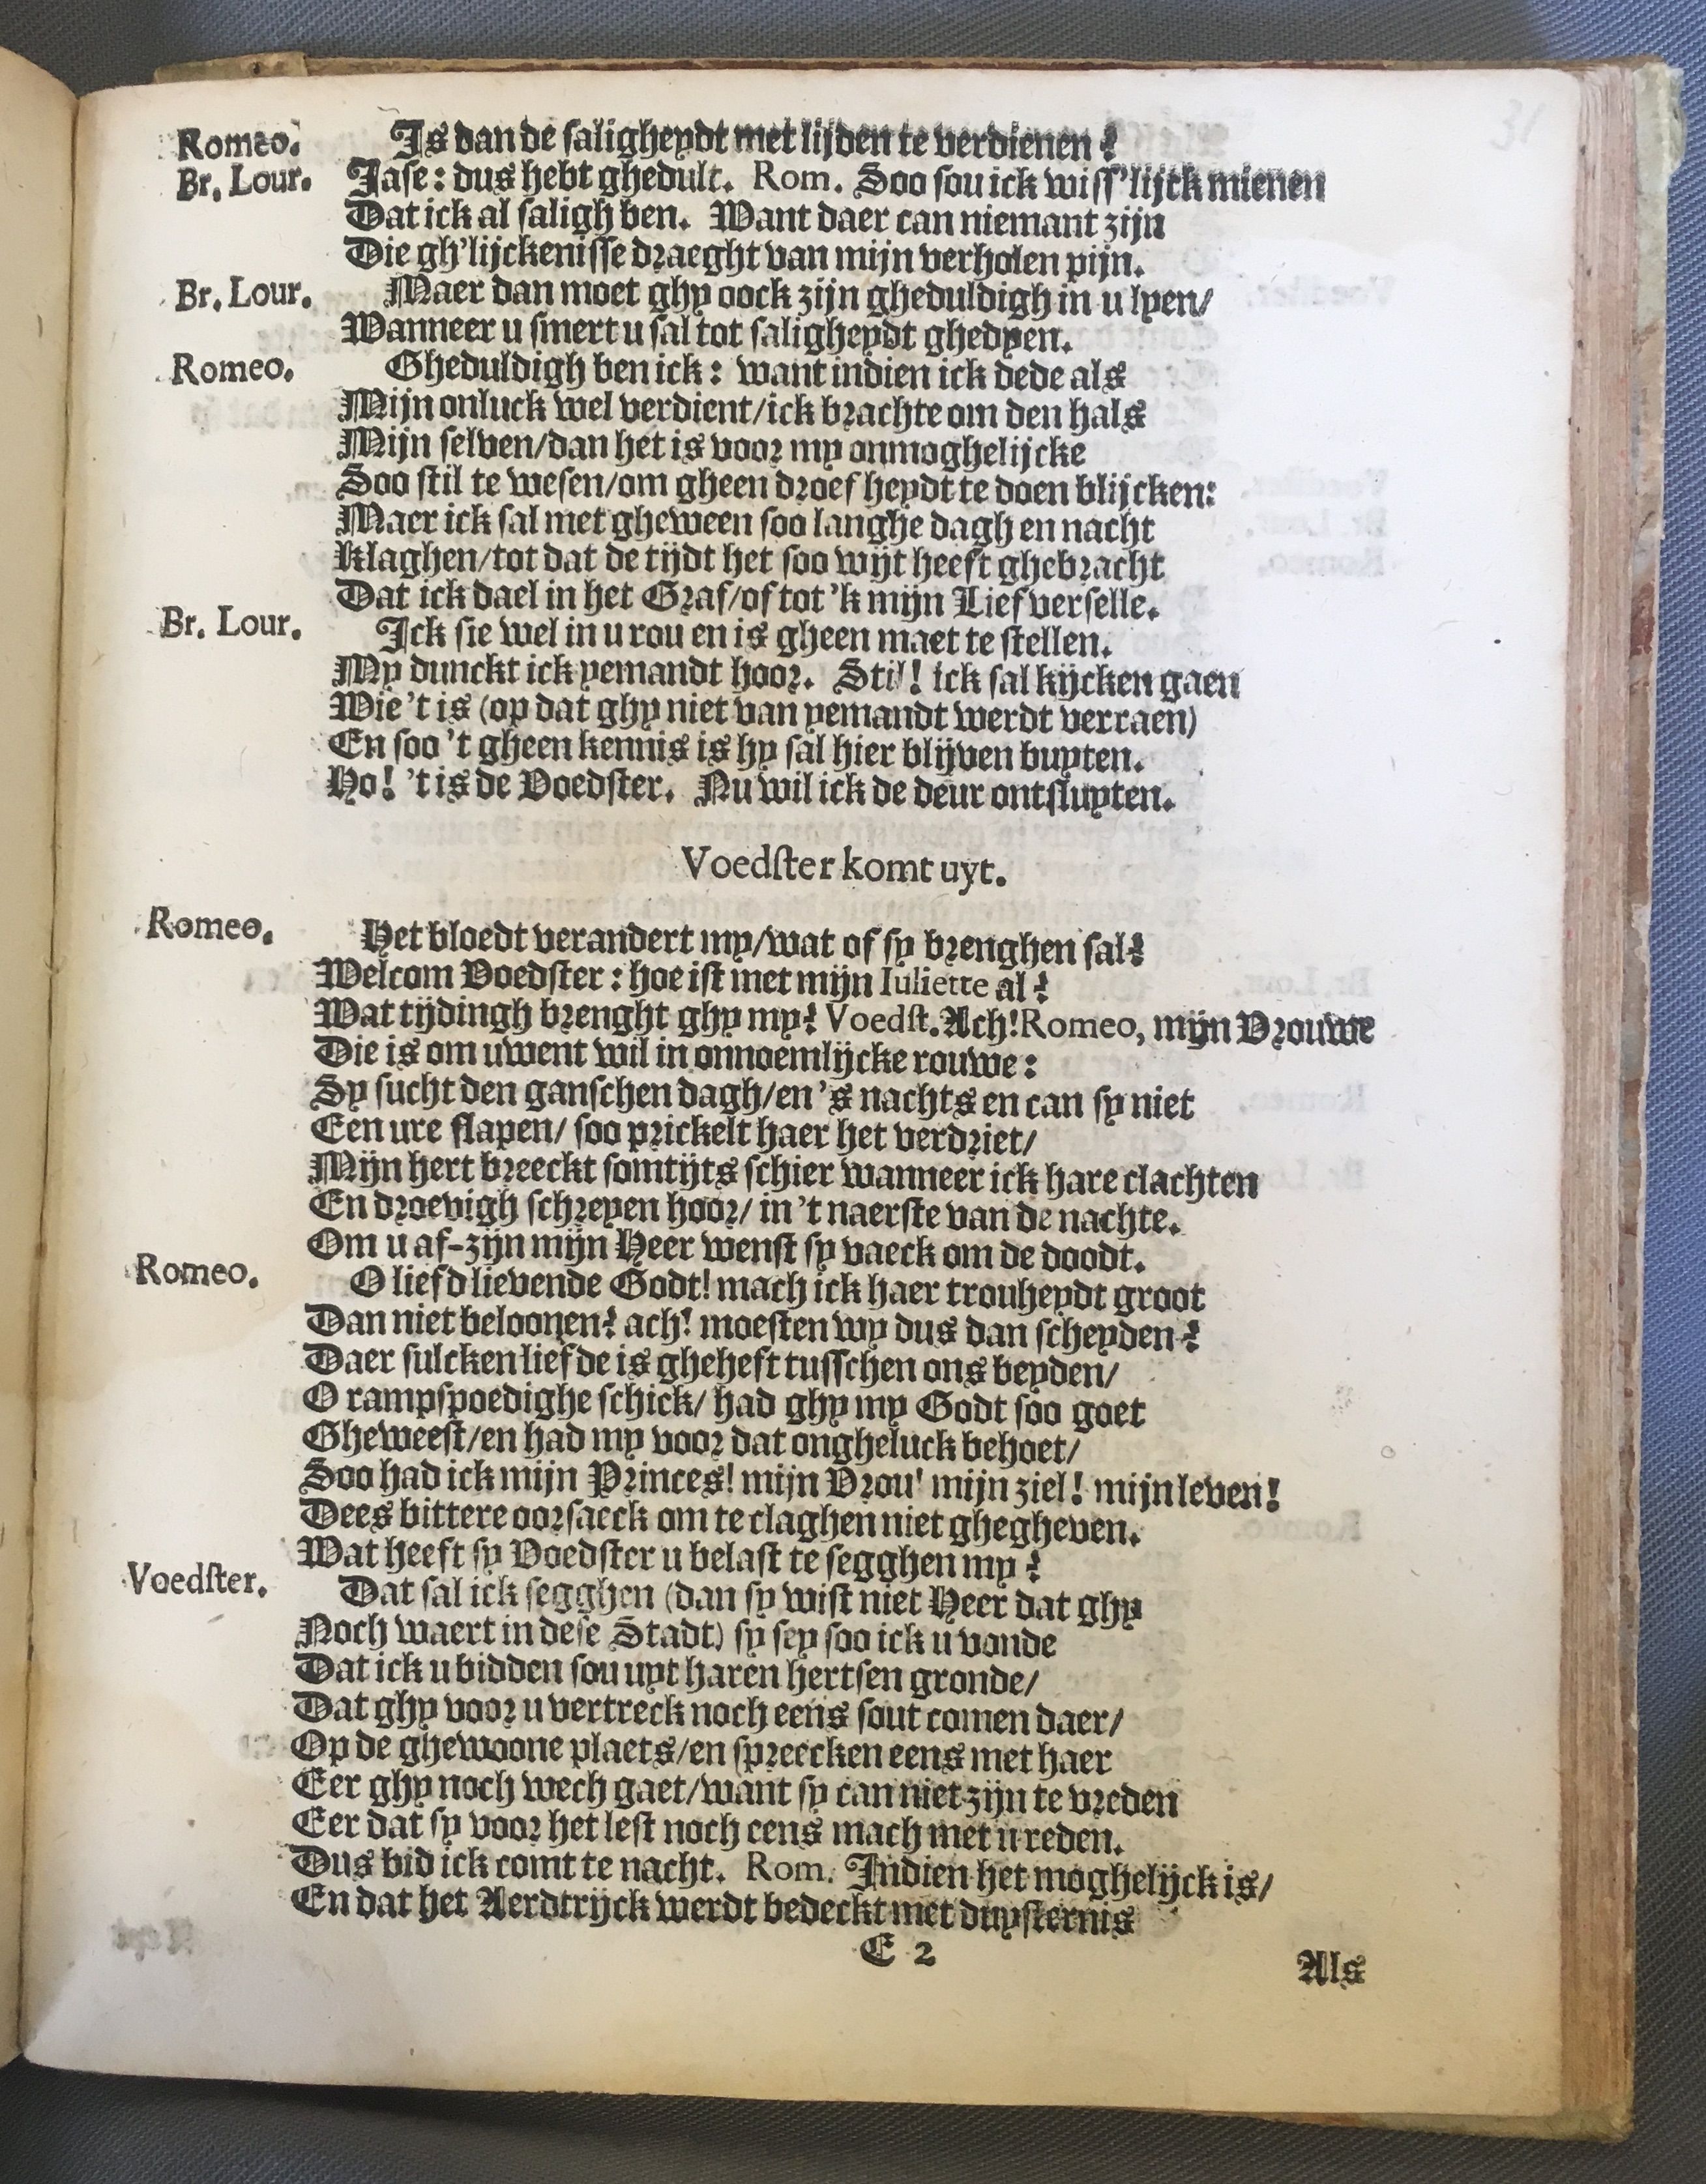 31
Romeo. Is dan de saligheydt met lijden te verdienen?
Br. Lour. Jase: dus hebt ghedult. Rom. Soo sou ick wiss'lijck mienen
Dat ick al saligh ben. Want daer can niemant zijn
Die gh'lijckenisse draeght van mijn verholen pijn.
Br. Lour. Maer dan moet ghy oock zijn gheduldigh in u lyen/
Wanneer u smert u sal tot saligheydt ghedyen.
Romeo. Gheduldigh ben ick: want indien ick dede als
Mijn onluck wel verdient/ick brachte om den hals
Mijn selven/dan het is voor my onmoghelijcke
Soo stil te wesen/om gheen droefheydt te doen blijcken:
Maer ick sal met gheween soo langhe dagh en nacht
Klaghen/tot dat de tijdt het soo wijt heeft ghebracht
Dat ick dael in het Graf/of tot 'k mijn Lief verselle.
Br. Lour. Ick sie wel in u rou en is gheen maet te stellen.
My dunckt ick yemandt hoor. Stil! ick sal kijcken gaen
Wie 't is (op dat ghy niet van yemandt werdt verraen)
En soo 't gheen kennis is hy sal hier blijven buyten.
Ho! 't is de Voedster. Nu wil ick de deur ontsluyten.
Voedster komt uyt.
Romeo. Het bloedt verandert my/wat of sy brenghen sal?
Welcom Voedster: hoe ist met mijn Iuliette al?
Wat tijdingh brenght ghy my? Voedst. Ach! Romeo, mijn Vrouwe
Die is om uwent wil in onnoemlijcke rouwe:
Sy sucht den ganschen dagh/en 's nachts en can sy niet
Een ure slapen/ soo prickelt haer het verdriet/
Mijn hert breeckt somtijts schier wanneer ick hare clachten
En droevigh schreyen hoor/ in 't naerste van de nachte.
Om u af-zijn mijn Heer wenst sy vaeck om de doodt.
Romeo. O liefd lievende Godt! mach ick haer trouheydt groot
Dan niet beloonen? ach! moesten wy dus dan scheyden?
Daer sulcken liefde is gheheft tusschen ons beyden/
O rampspoedighe schick/ had ghy my Godt soo goet
Gheweest/en had my voor dat ongheluck behoet/
Soo had ick mijn Princes! mijn Vrou' mijn ziel! mijn leven!
Dees bittere oorsaeck om te claghen niet ghegheven.
Wat heeft sy Voedster u belast te segghen my?
Voedster. Dat sal ick segghen (dan sy wist niet Heer dat ghy
Noch waert in dese Stadt) sy sey soo ick u vonde
Dat ick u bidden sou uyt haren hertsen gronde/
Dat ghy voor u vertreck noch eens sout comen daer/
Op de ghewoone plaets/en spreecken eens met haer
Eer ghy noch wech gaet/want sy can niet zijn te vreden
Eer dat sy voor het lest noch eens mach met u reden.
Dus bid ick comt te nacht. Rom. Indien het moghelijck is/
En dat het Aerdtrijck werdt bedeckt met duysternis
E 2
Als